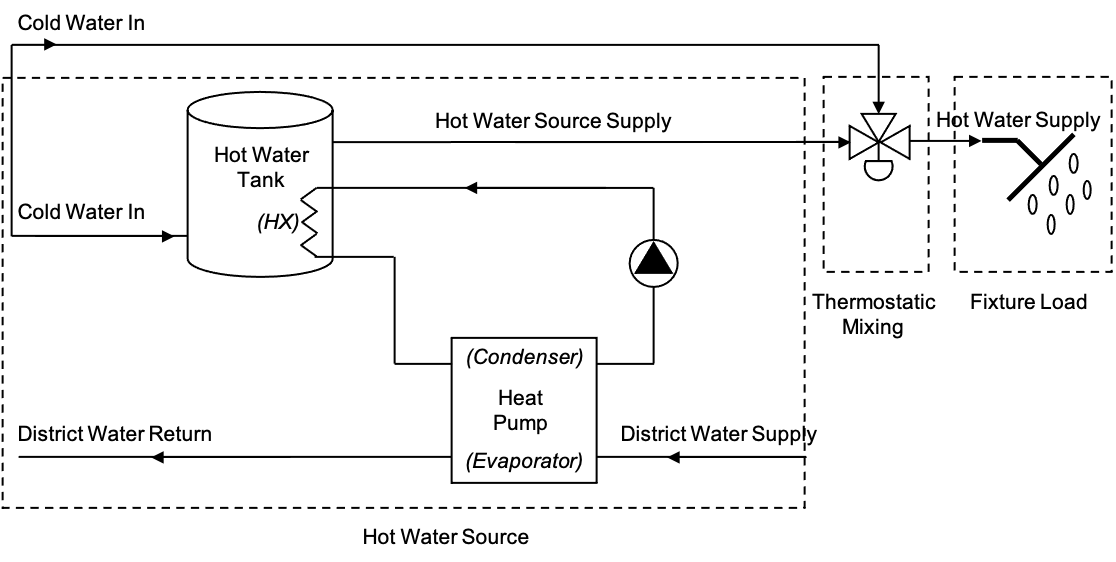 Cold Water In
Hot Water Source Supply
Hot Water Supply
Hot Water
Tank
Cold Water In
(HX)
Thermostatic
Mixing
Fixture Load
(Condenser)
Heat
Pump
District Water Return
District Water Supply
(Evaporator)
Hot Water Source